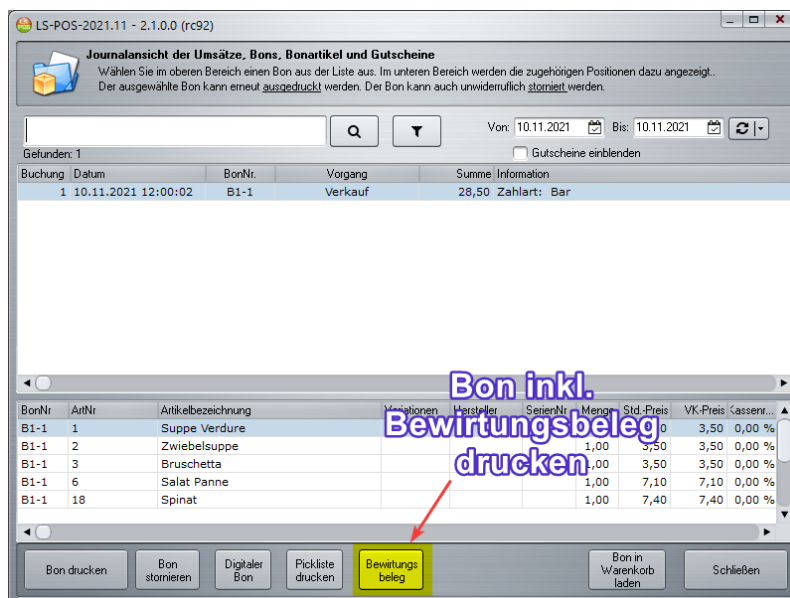 LS-POS-2021.11 - 2.1.0.0 (rc92)
Journalansicht der Umsätze, Bons, Bonartikel und Gutscheine
Wählen Sie im oberen Bereich einen Bon aus der Liste aus. Im unteren Bereich werden die zugehörigen Positionen dazu angezeigt..
Der ausgewählte Bon kann erneut ausgedruckt werden. Der Bon kann auch unwiderruflich storniert werden.
Von: 10.11.2021 Bis: 10.11.2021
Gefunden: 1
Gutscheine einblenden
Buchung Datum BonNr. Vorgang Summe Information
1 10.11.2021 12:00:02 B1-1 Verkauf 28,50 Zahlart: Bar
Bon inkl.
Bewirtungsbeleg
drucken
BonNr ArtNr Artikelbezeichnung Variationen Hersteller SerienNr Menge Std.-Preis VK-Preis
B1-1 1 Suppe Verdure 3,50 0,00 %
B1-1 2 Zwiebelsuppe 1,00 3,50 3,50 0,00 %
B1-1 3 Bruschetta 1,00 3,50 3,50 0,00 %
B1-1 6 Salat Panne 1,00 7,10 7,10 0,00 %
B1-1 18 Spinat 1,00 7,40 7,40 0,00 %
Bon drucken
Bon
stornieren
Digitaler
Bon
Pickliste
drucken
Bewirtungs
beleg
Bon in
Warenkorb
laden
Schließen